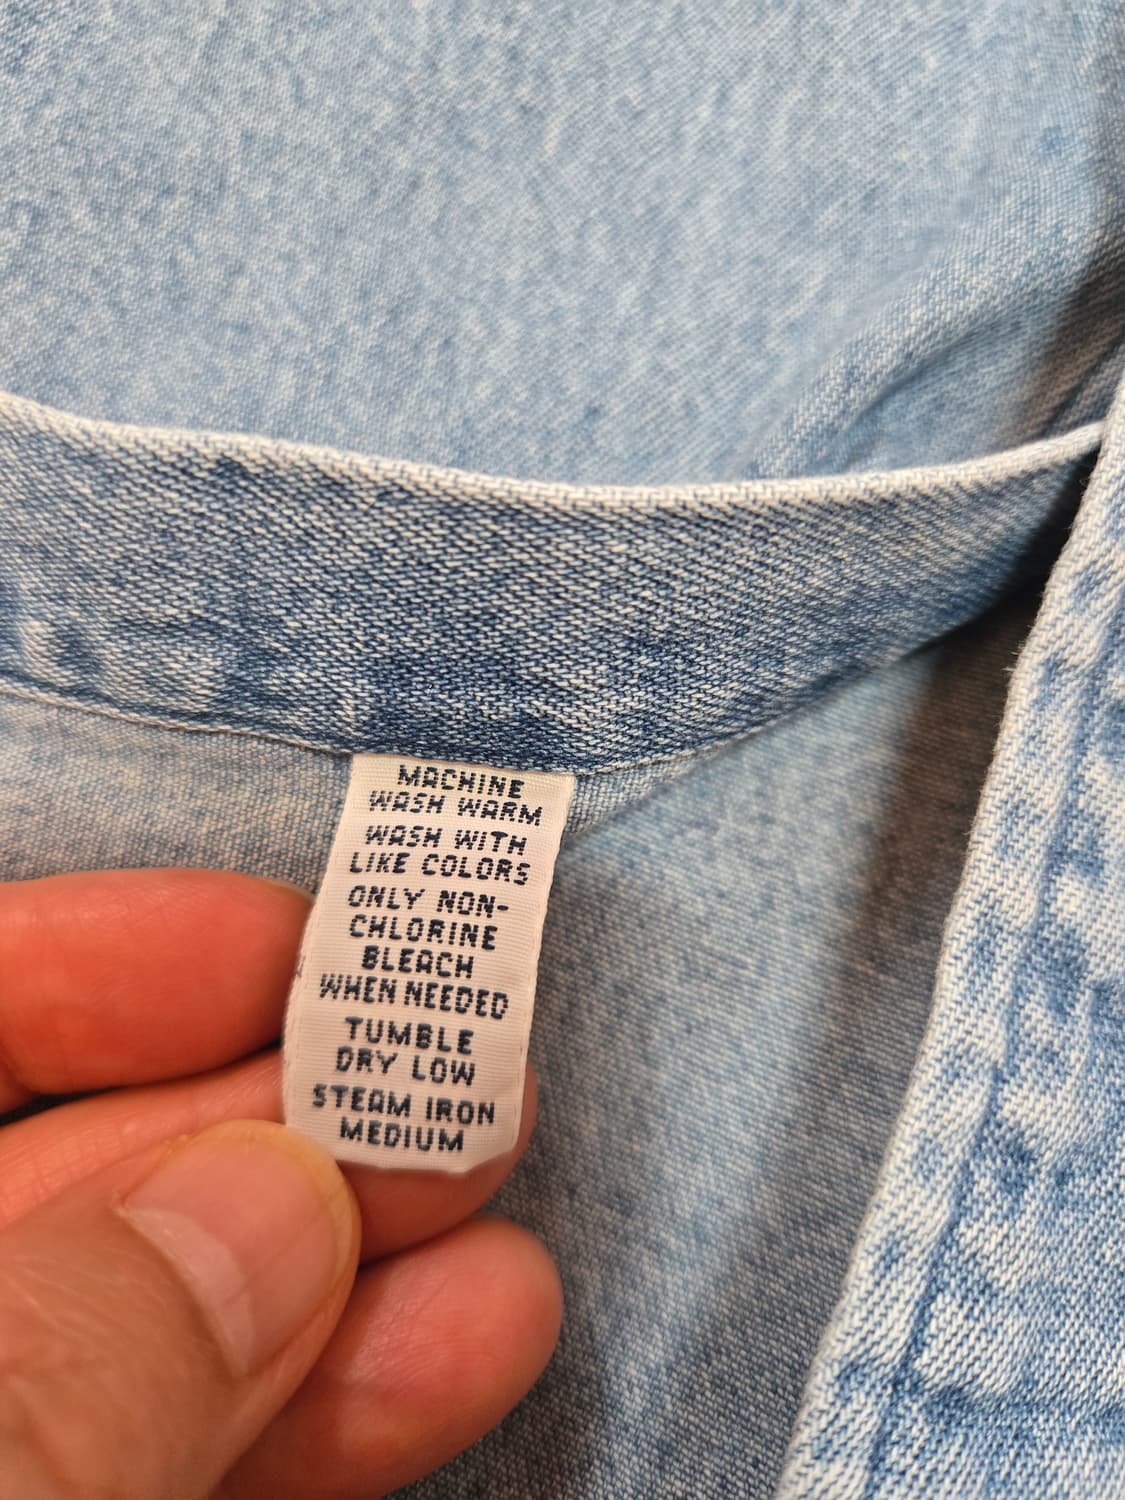 MACHINE
WASH WARM
WASH WITH
LIKE COLORS
ONLY NON-
CHLORINE
BLEACH
WHEN NEEDED
TUMBLE
DRY LOW
STEAM IRON
MEDIUM